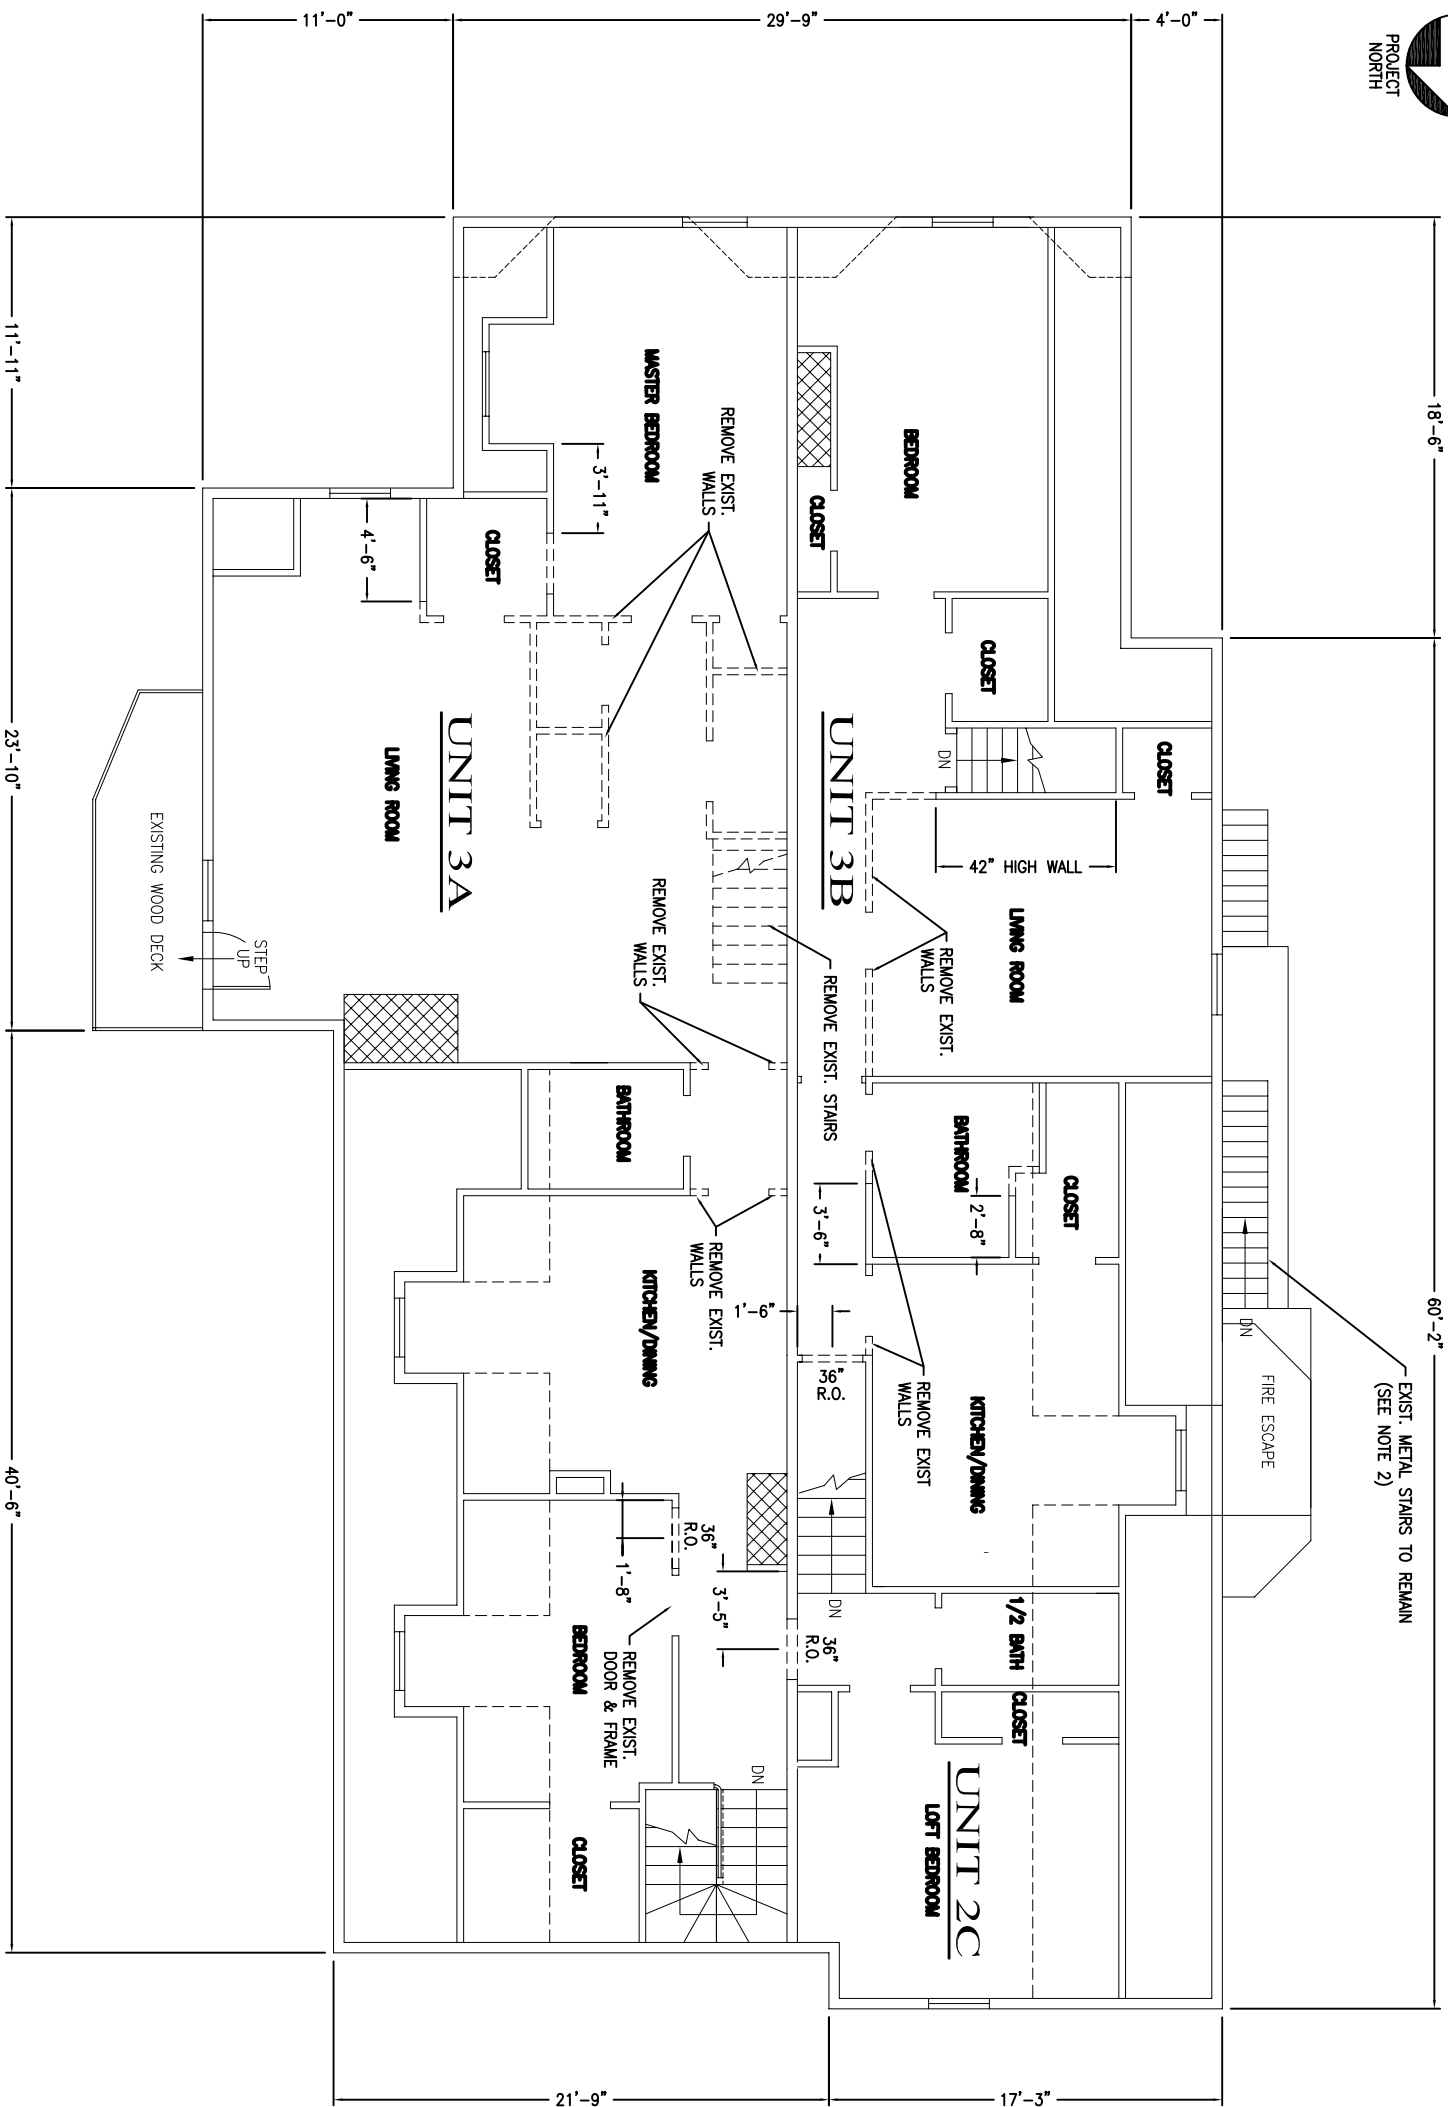 PROJECT
NORTH
18'-6"
60'-2"
4'-0"
29'-9"
11'-0"
EXIST. METAL STAIRS TO REMAIN
(SEE NOTE 2)
FIRE ESCAPE
DN
CLOSET
CLOSET
DN
BEDROOM
CLOSET
UNIT 3B
42" HIGH WALL
LIVING ROOM
REMOVE EXIST.
WALLS
REMOVE EXIST. STAIRS
BATHROOM
CLOSET
2'-8"
3'-6"
1'-6"
36"
R.O.
REMOVE EXIST
WALLS
KITCHEN/DINING
DN
1/2 BATH
CLOSET
36"
R.O.
UNIT 2C
LOFT BEDROOM
MASTER BEDROOM
REMOVE EXIST.
WALLS
3'-11"
CLOSET
4'-6"
UNIT 3A
LIVING ROOM
REMOVE EXIST.
WALLS
BATHROOM
REMOVE EXIST.
WALLS
KITCHEN/DINING
36"
R.O.
3'-5"
1'-8"
REMOVE EXIST.
DOOR & FRAME
BEDROOM
DN
CLOSET
STEP
UP
EXISTING WOOD DECK
11'-11"
23'-10"
40'-6"
17'-3"
21'-9"